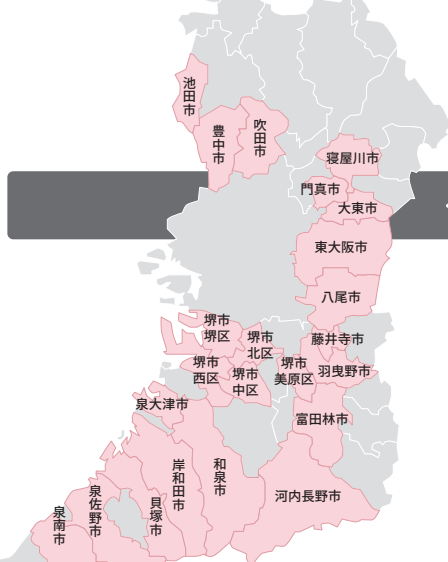 池田市
豊中市
吹田市
寝屋川市
門真市
大東市
東大阪市
八尾市
堺市
堺区
堺市
北区
藤井寺市
堺市
西区
堺市
中区
堺市
美原区
羽曳野市
泉大津市
富田林市
岸和田市
和泉市
河内長野市
貝塚市
泉佐野市
泉南市